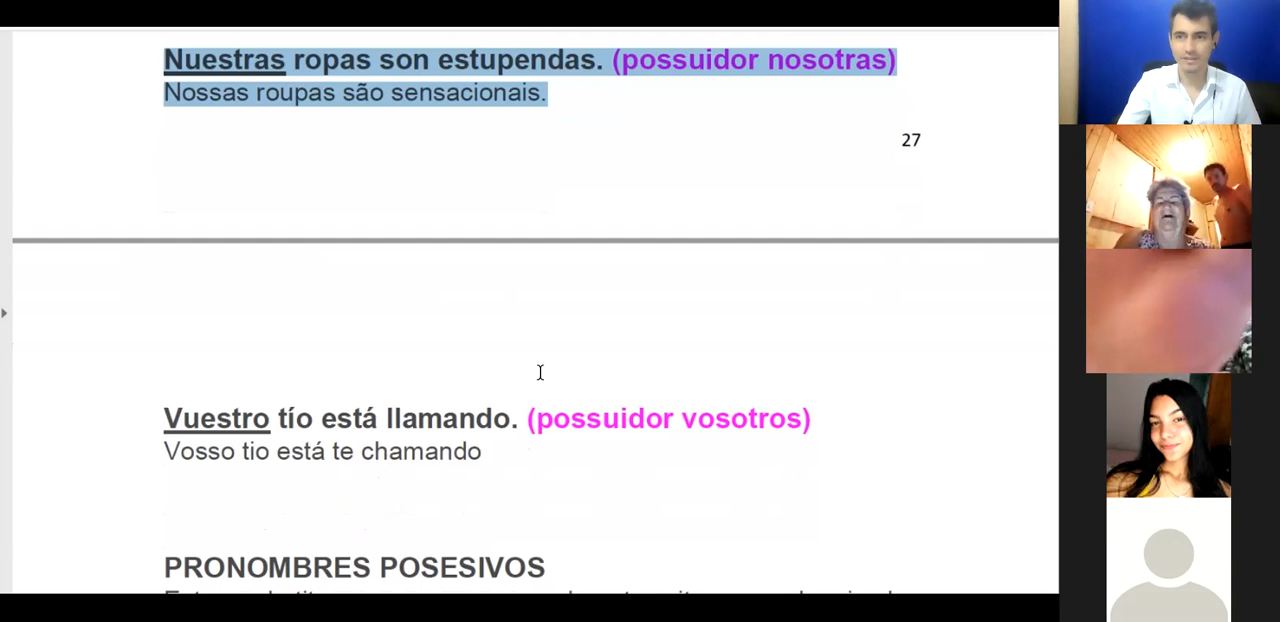 Nuestras ropas son estupendas. (possuidor nosotras)
Nossas roupas são sensacionais.
27
Vuestro tío está llamando. (possuidor vosotros)
Vosso tio está te chamando
PRONOMBRES POSESIVOS